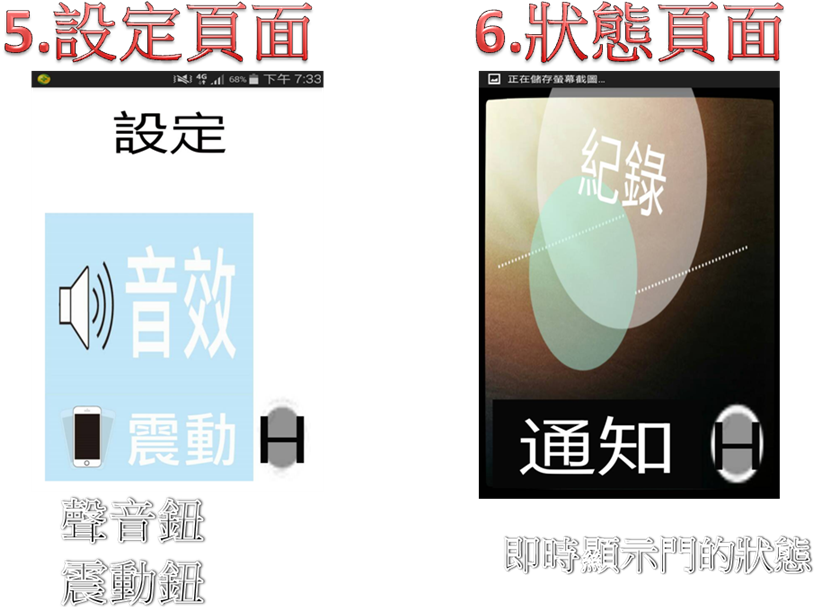 5.設定頁面
4G 68% 下午 7:33
設定
音效
震動
H
聲音鈕
震動鈕
6.狀態頁面
正在儲存螢幕截圖...
紀錄
通知
H
即時顯示門的狀態